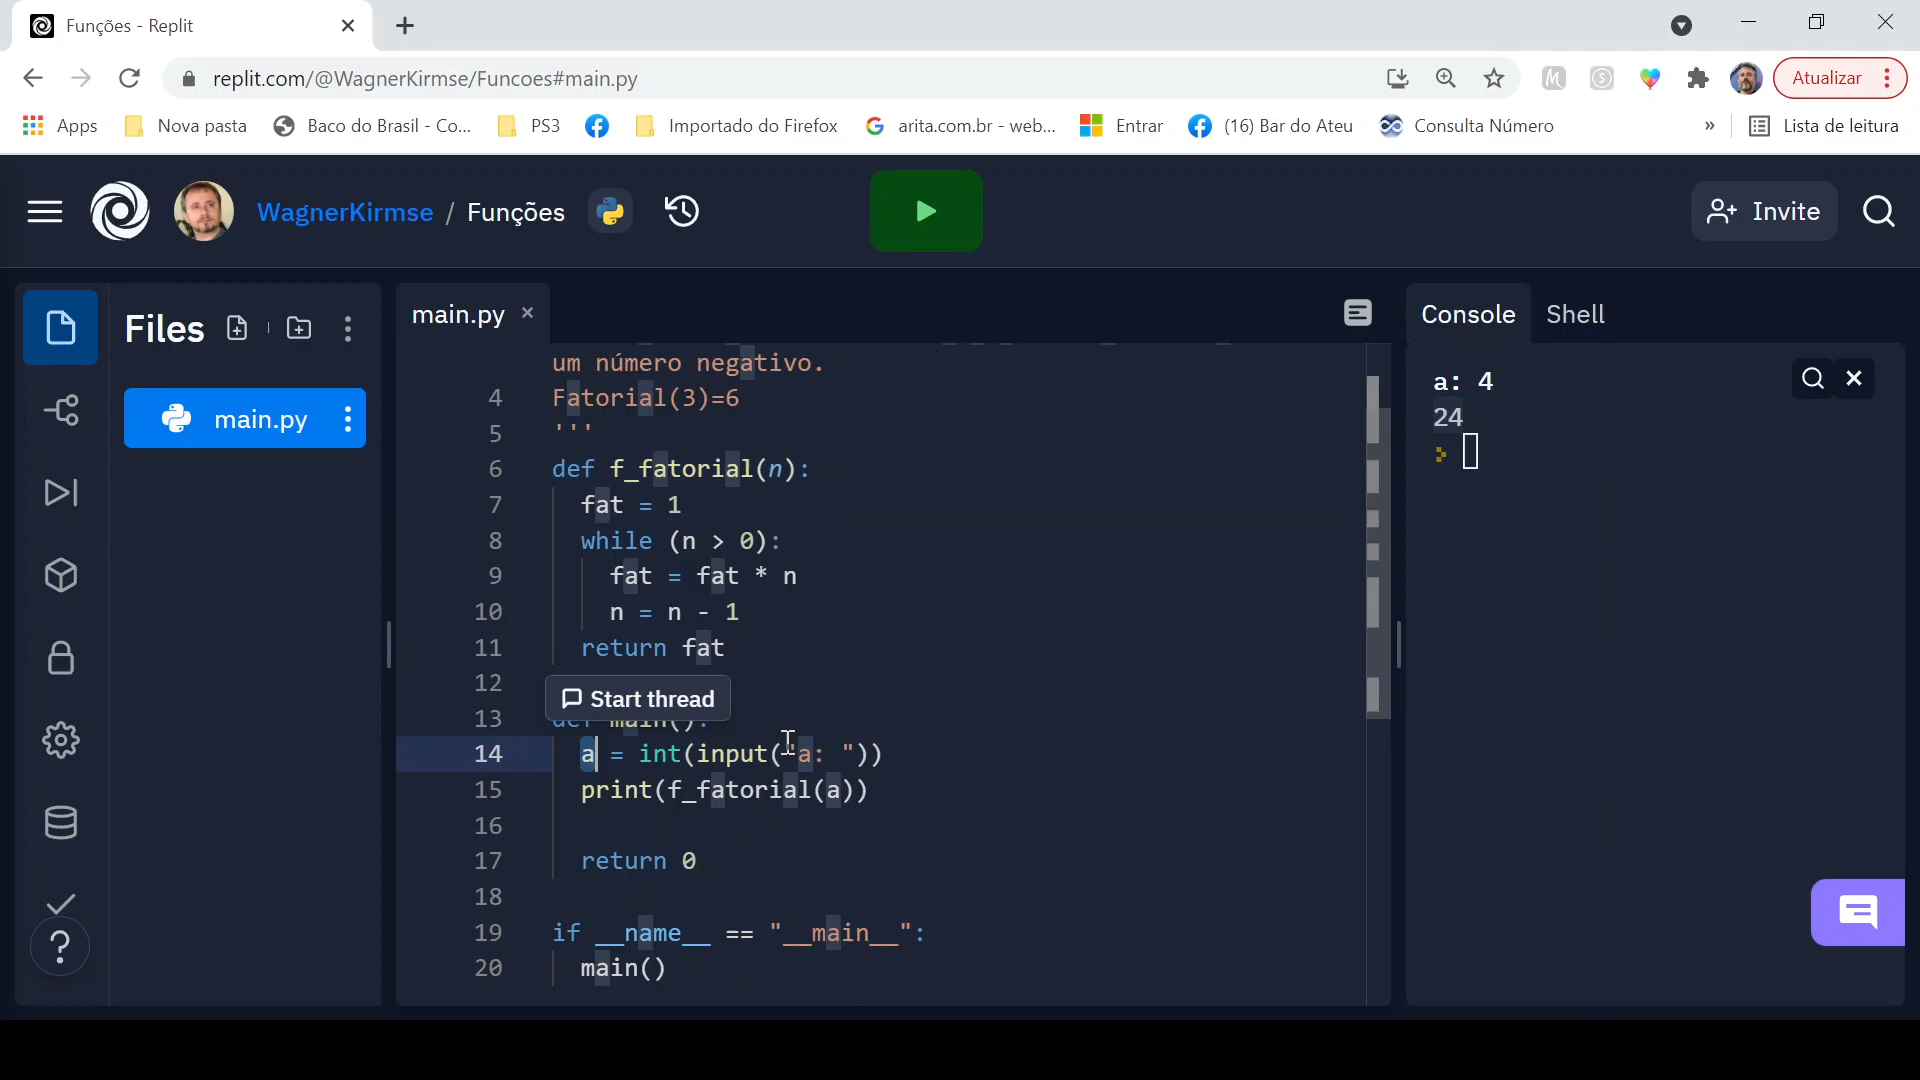 Funções - Replit
replit.com/@WagnerKirmse/Funcoes#main.py
Atualizar
Apps
Nova pasta
Baco do Brasil - Co...
PS3
Importado do Firefox
arita.com.br - web...
Entrar
(16) Bar do Ateu
Consulta Número
»
Lista de leitura
WagnerKirmse / Funções
Invite
Files
main.py
main.py
um número negativo.
4 Fatorial(3)=6
5 '''
6 def f_fatorial(n):
7 fat = 1
8 while (n > 0):
9 fat = fat * n
10 n = n - 1
11 return fat
12
Start thread
13 def main():
14 a = int(input("a: "))
15 print(f_fatorial(a))
16
17 return 0
18
19 if __name__ == "__main__":
20 main()
Console
Shell
a: 4
24